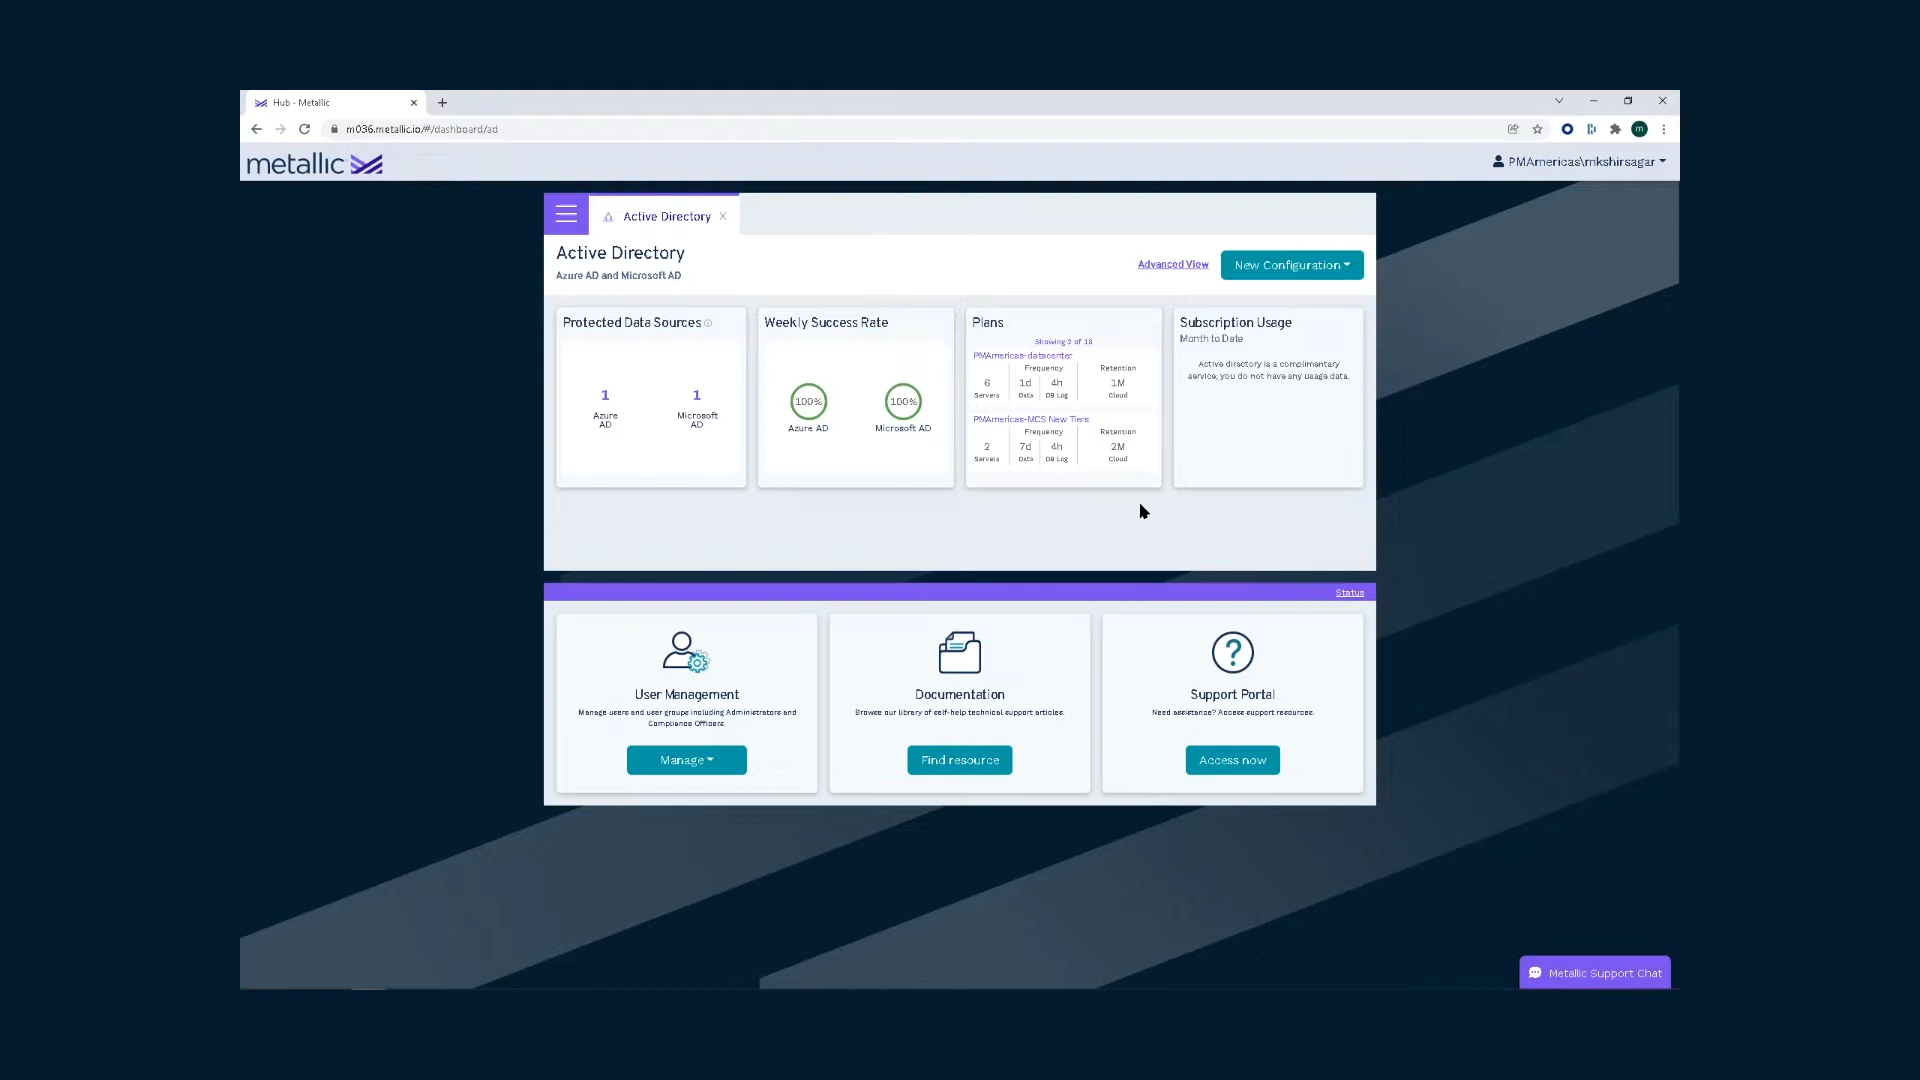 Hub - Metallic
m036.metallic.io/#/dashboard/ad
m
metallic
PMAmericas\mkshirsagar
Active Directory
Active Directory
Azure AD and Microsoft AD
Advanced View
New Configuration
Protected Data Sources
1
Azure
AD
1
Microsoft
AD
Weekly Success Rate
100%
Azure AD
100%
Microsoft AD
Plans
Showing 2 of 18
PMAmericas-datacenter
Frequency
Retention
6
1d
4h
1M
Servers
Data
DB Log
Cloud
PMAmericas-MCS New Tiers
Frequency
Retention
2
7d
4h
2M
Servers
Data
DB Log
Cloud
Subscription Usage
Month to Date
Active directory is a complimentary
service; you do not have any usage data.
Status
User Management
Manage users and user groups including Administrators and
Compliance Officers.
Manage
Documentation
Browse our library of self-help technical support articles.
Find resource
?
Support Portal
Need assistance? Access support resources.
Access now
Metallic Support Chat